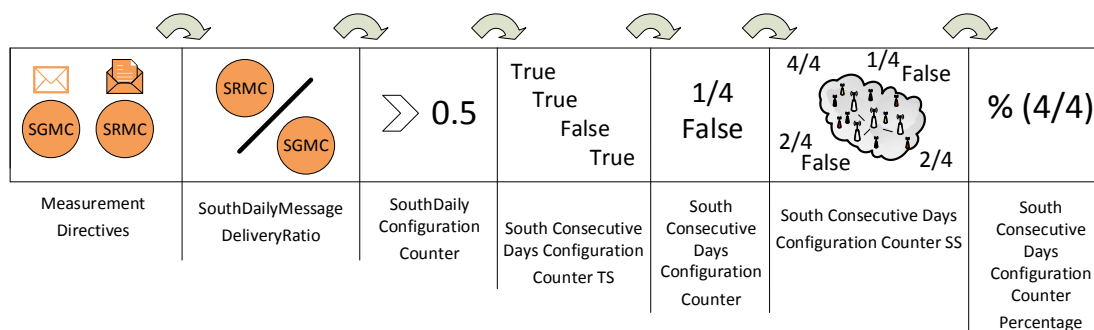 SGMC
SRMC
SRMC
SGMC
0.5
True
True
False
True
1/4
False
4/4
1/4
False
2/4
False
2/4
% (4/4)
Measurement
Directives
SouthDailyMessage
DeliveryRatio
SouthDaily
Configuration
Counter
South Consecutive
Days Configuration
Counter TS
South
Consecutive
Days
Configuration
Counter
South Consecutive Days
Configuration Counter SS
South
Consecutive
Days
Configuration
Counter
Percentage